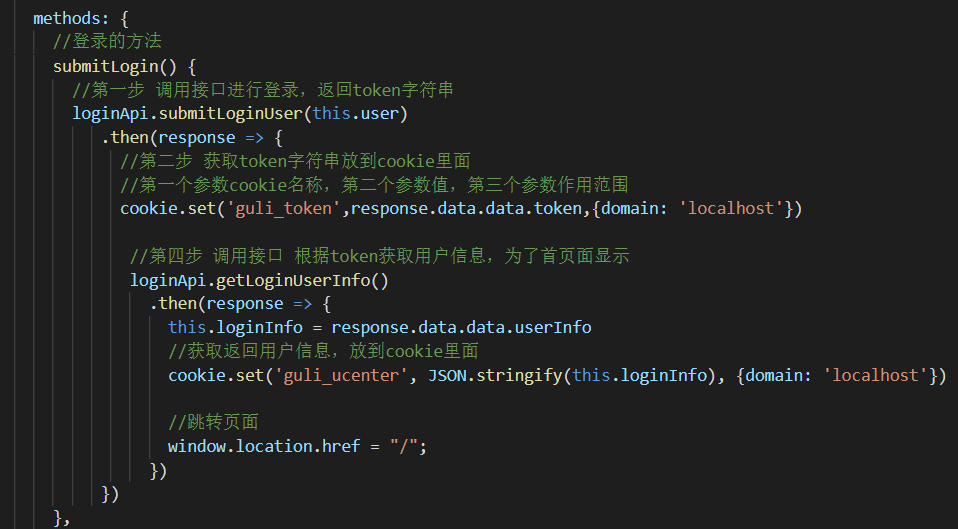 methods: {
//登录的方法
submitLogin() {
//第一步 调用接口进行登录，返回token字符串
loginApi.submitLoginUser(this.user)
.then(response => {
//第二步 获取token字符串放到cookie里面
//第一个参数cookie名称，第二个参数值，第三个参数作用范围
cookie.set('guli_token',response.data.data.token,{domain: 'localhost'})
//第四步 调用接口 根据token获取用户信息，为了首页面显示
loginApi.getLoginUserInfo()
.then(response => {
this.loginInfo = response.data.data.userInfo
//获取返回用户信息，放到cookie里面
cookie.set('guli_ucenter', JSON.stringify(this.loginInfo), {domain: 'localhost'})
//跳转页面
window.location.href = "/";
})
})
},